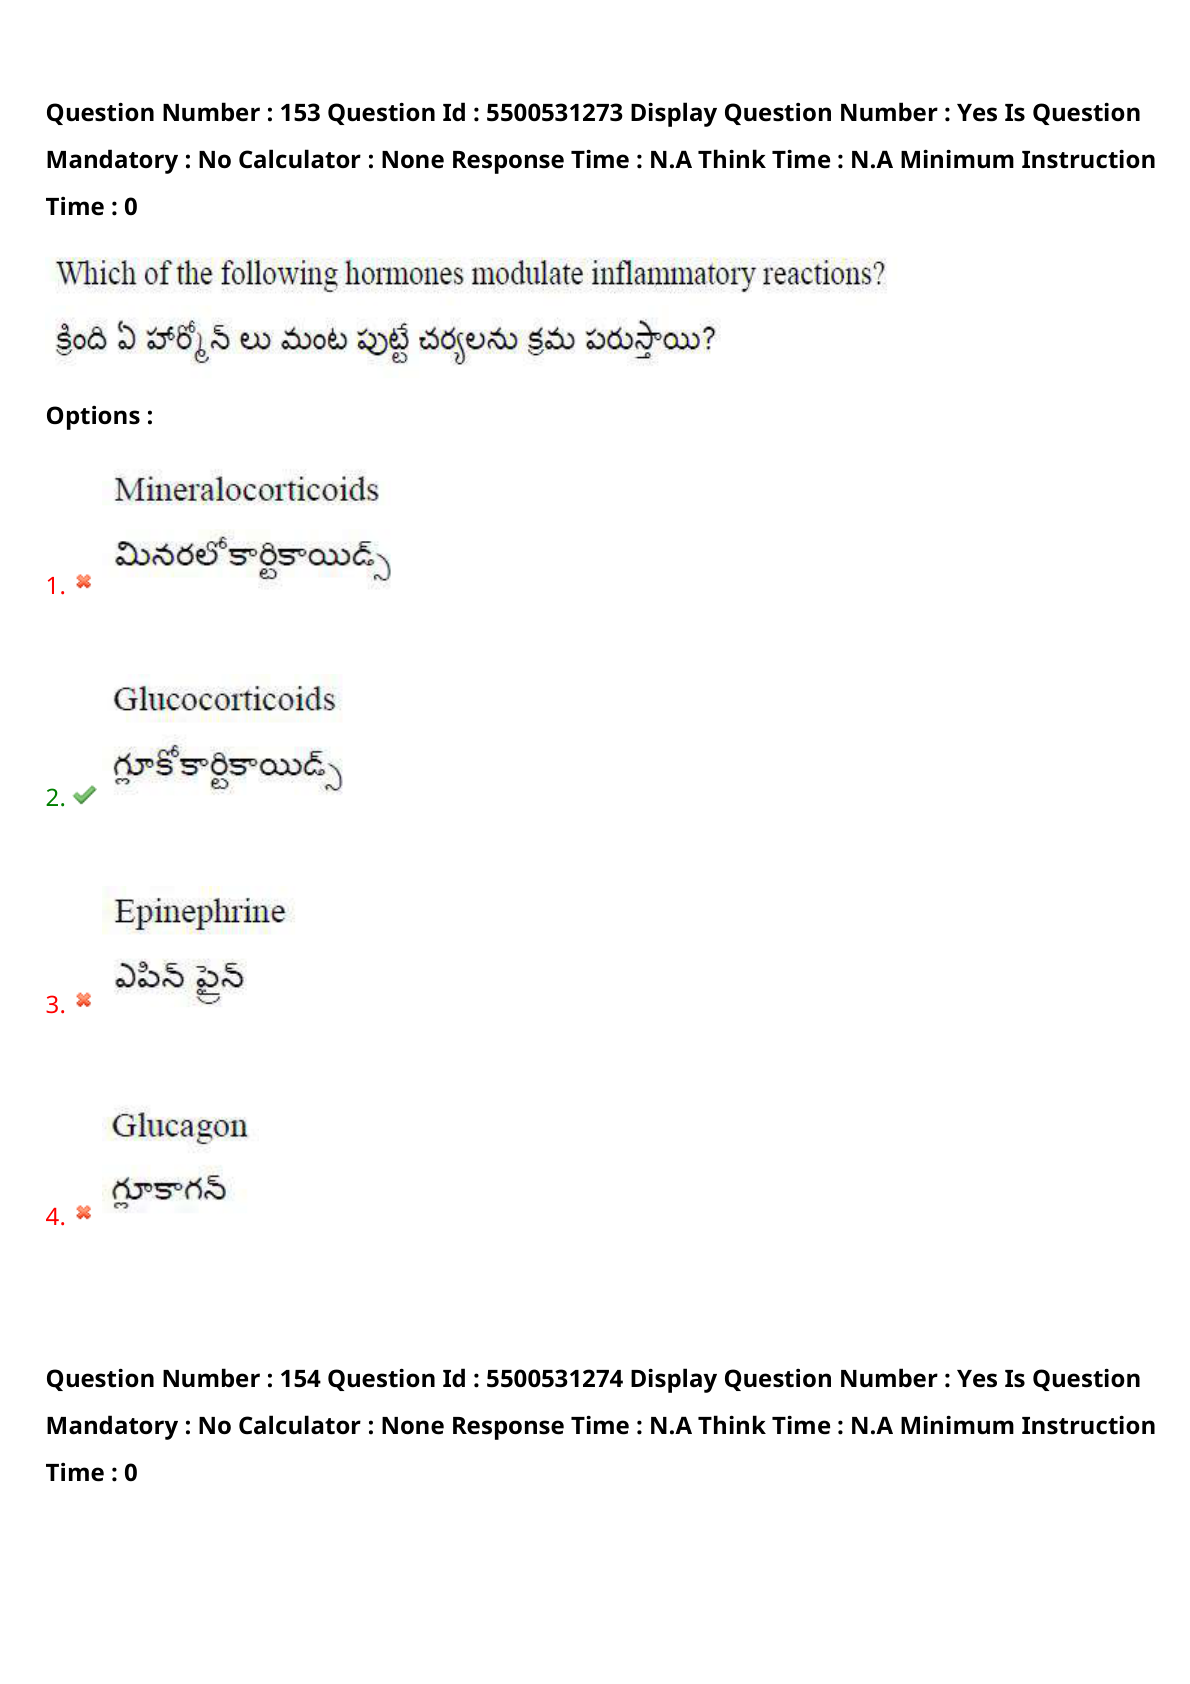 Question Number : 153 Question Id : 5500531273 Display Question Number : Yes Is Question
Mandatory : No Calculator : None Response Time : N.A Think Time : N.A Minimum Instruction
Time : 0
Which of the following hormones modulate inflammatory reactions?
క్రింది ఏ హార్మోన్ లు మంట పుట్టే చర్యలను క్రమ పరుస్తాయి?
Options :
Mineralocorticoids
మినరలోకార్టికాయిడ్స్
1.
Glucocorticoids
గ్లూకోకార్టికాయిడ్స్
2.
Epinephrine
ఎపిన్ ఫ్రైన్
3.
Glucagon
గ్లూకాగన్
4.
Question Number : 154 Question Id : 5500531274 Display Question Number : Yes Is Question
Mandatory : No Calculator : None Response Time : N.A Think Time : N.A Minimum Instruction
Time : 0